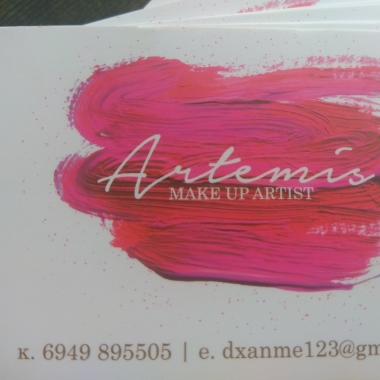 Artemis
MAKE UP ARTIST
κ. 6949 895505 | e. dxanme123@gm